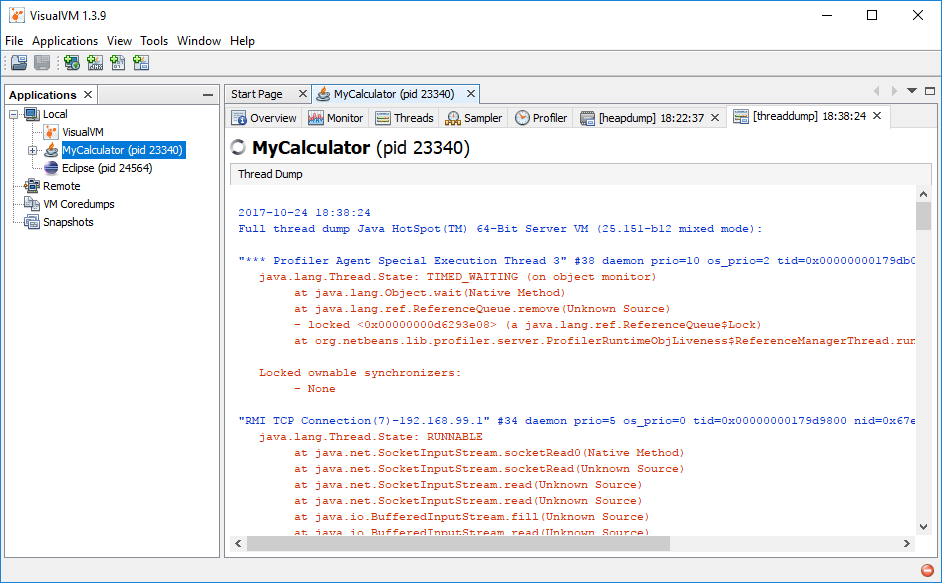 VisualVM 1.3.9
File Applications View Tools Window Help
Applications
Local
VisualVM
MyCalculator (pid 23340)
Eclipse (pid 24564)
Remote
VM Coredumps
Snapshots
Start Page MyCalculator (pid 23340)
Overview Monitor Threads Sampler Profiler [heapdump] 18:22:37 [threaddump] 18:38:24
MyCalculator (pid 23340)
Thread Dump
2017-10-24 18:38:24
Full thread dump Java HotSpot(TM) 64-Bit Server VM (25.151-b12 mixed mode):
"*** Profiler Agent Special Execution Thread 3" #38 daemon prio=10 os_prio=2 tid=0x00000000179db0
java.lang.Thread.State: TIMED_WAITING (on object monitor)
at java.lang.Object.wait(Native Method)
at java.lang.ref.ReferenceQueue.remove(Unknown Source)
- locked <0x00000000d6293e08> (a java.lang.ref.ReferenceQueue$Lock)
at org.netbeans.lib.profiler.server.ProfilerRuntimeObjLiveness$ReferenceManagerThread.run
Locked ownable synchronizers:
- None
"RMI TCP Connection(7)-192.168.99.1" #34 daemon prio=5 os_prio=0 tid=0x00000000179d9800 nid=0x67e
java.lang.Thread.State: RUNNABLE
at java.net.SocketInputStream.socketRead0(Native Method)
at java.net.SocketInputStream.socketRead(Unknown Source)
at java.net.SocketInputStream.read(Unknown Source)
at java.net.SocketInputStream.read(Unknown Source)
at java.io.BufferedInputStream.fill(Unknown Source)
at java.io.BufferedInputStream.read(Unknown Source)